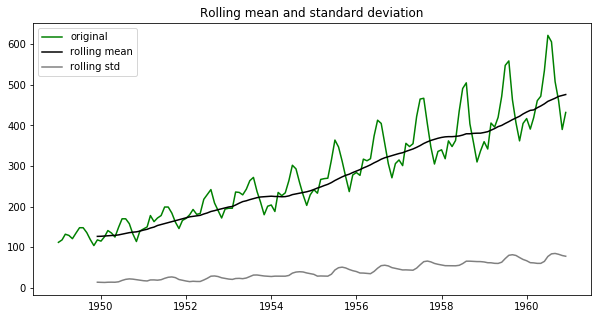 Rolling mean and standard deviation
original
rolling mean
rolling std
600
500
400
300
200
100
0
1950 1952 1954 1956 1958 1960